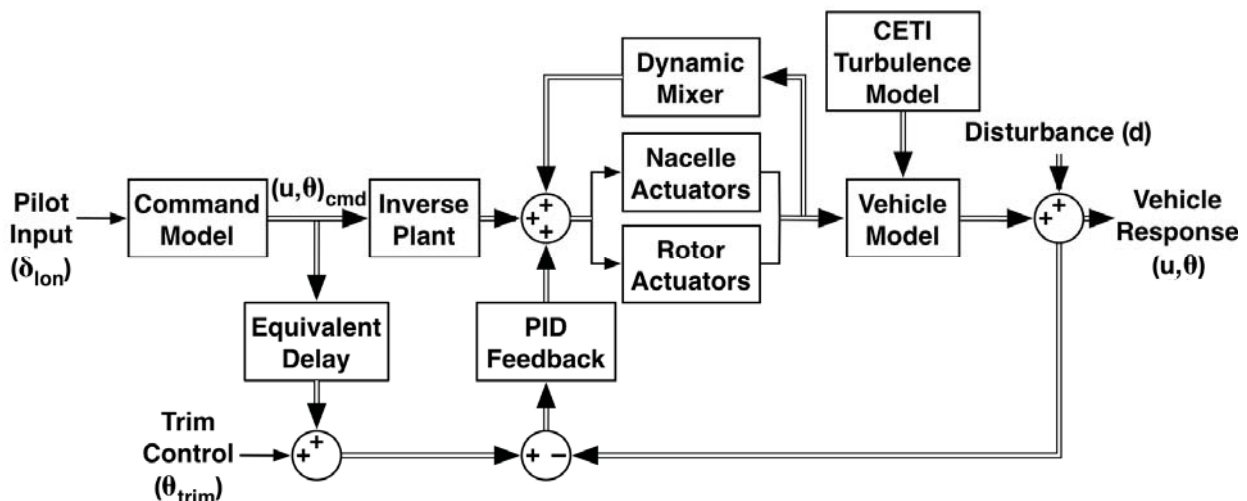 CETI
Turbulence
Model
Dynamic
Mixer
Disturbance (d)
Nacelle
Actuators
Pilot
Input
(δlon)
Command
Model
(u,θ)cmd
Inverse
Plant
+
+
+
Vehicle
Model
+
+
Vehicle
Response
(u,θ)
Rotor
Actuators
Equivalent
Delay
PID
Feedback
Trim
Control
(θtrim)
+
+
+ −